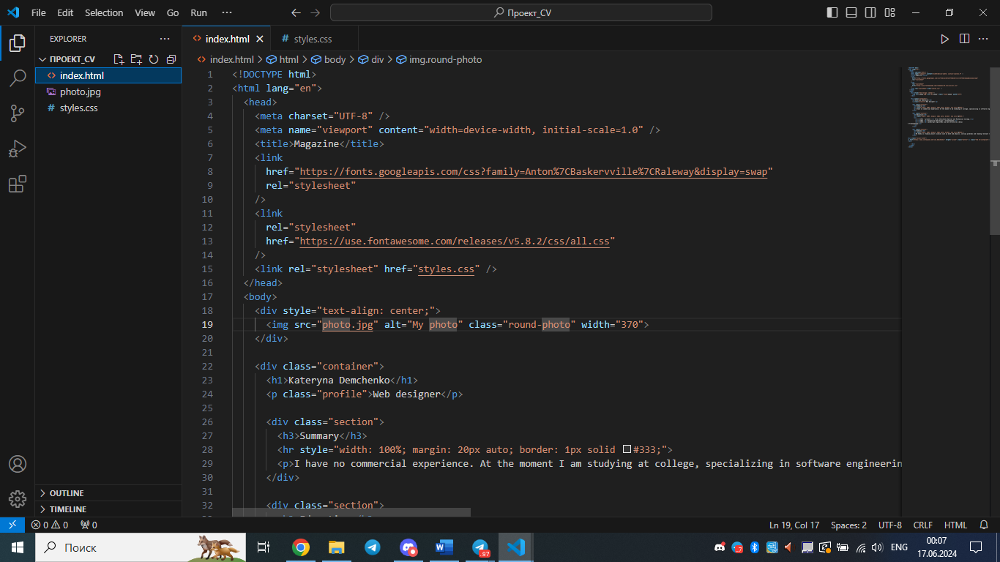 File Edit Selection View Go Run ···
Проект_CV
EXPLORER
ПРОЕКТ_CV
index.html
photo.jpg
styles.css
OUTLINE
TIMELINE
index.html
styles.css
index.html > html > body > div > img.round-photo
1 <!DOCTYPE html>
2 <html lang="en">
3 <head>
4 <meta charset="UTF-8" />
5 <meta name="viewport" content="width=device-width, initial-scale=1.0" />
6 <title>Magazine</title>
7 <link
8 href="https://fonts.googleapis.com/css?family=Anton%7CBaskervville%7CRaleway&display=swap"
9 rel="stylesheet"
10 />
11 <link
12 rel="stylesheet"
13 href="https://use.fontawesome.com/releases/v5.8.2/css/all.css"
14 />
15 <link rel="stylesheet" href="styles.css" />
16 </head>
17 <body>
18 <div style="text-align: center;">
19 <img src="photo.jpg" alt="My photo" class="round-photo" width="370">
20 </div>
21
22 <div class="container">
23 <h1>Kateryna Demchenko</h1>
24 <p class="profile">Web designer</p>
25
26 <div class="section">
27 <h3>Summary</h3>
28 <hr style="width: 100%; margin: 20px auto; border: 1px solid #333;">
29 <p>I have no commercial experience. At the moment I am studying at college, specializing in software engineerin
30 </div>
31
32 <div class="section">
0 0 0
Ln 19, Col 17 Spaces: 2 UTF-8 CRLF HTML
Поиск
97
ENG
00:07
17.06.2024